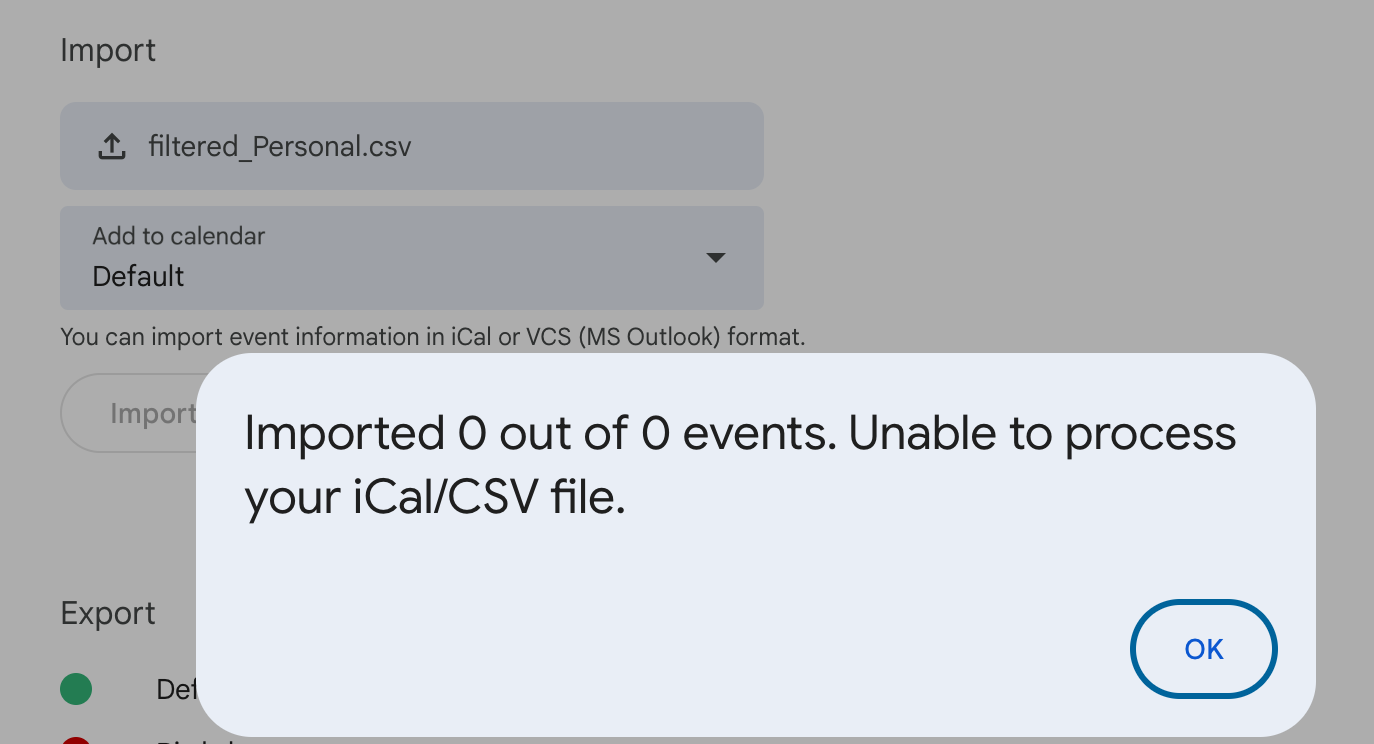 Import
filtered_Personal.csv
Add to calendar
Default
You can import event information in iCal or VCS (MS Outlook) format.
Import
Imported 0 out of 0 events. Unable to process
your iCal/CSV file.
OK
Export